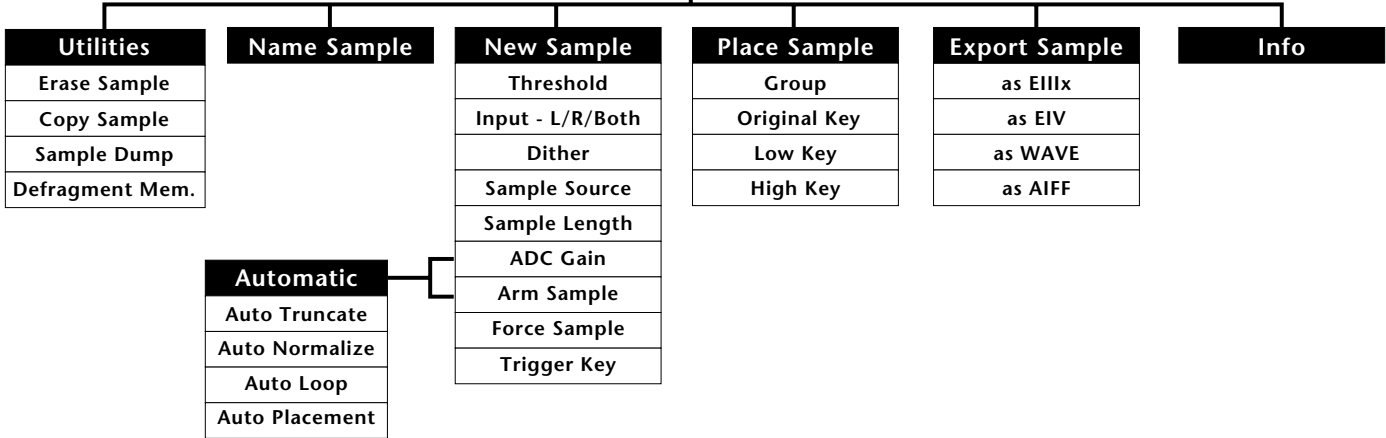 Utilities
Erase Sample
Copy Sample
Sample Dump
Defragment Mem.
Name Sample
New Sample
Threshold
Input - L/R/Both
Dither
Sample Source
Sample Length
ADC Gain
Arm Sample
Force Sample
Trigger Key
Automatic
Auto Truncate
Auto Normalize
Auto Loop
Auto Placement
Place Sample
Group
Original Key
Low Key
High Key
Export Sample
as EIIIx
as EIV
as WAVE
as AIFF
Info